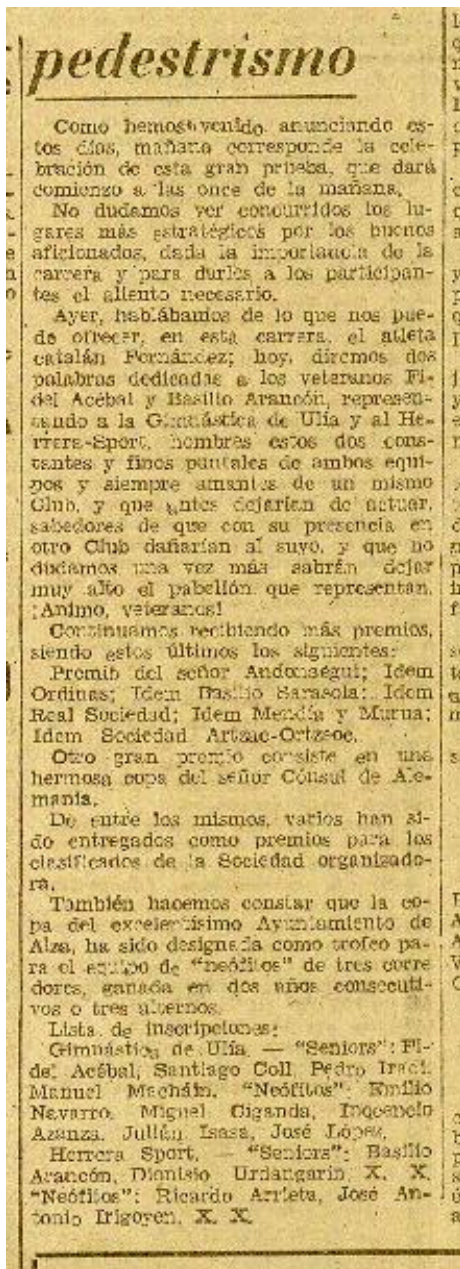 pedestrismo
Como hemos venido anunciando es-
tos días, mañana corresponde la cele-
bración de esta gran prueba, que dará
comienzo a las once de la mañana.
No dudamos ver concurridos los lu-
gares más estratégicos por los buenos
aficionados, dada la importancia de la
carrera y para darles a los participan-
tes el aliento necesario.
Ayer, hablábamos de lo que nos pue-
de ofrecer, en esta carrera, el atleta
catalán Fernández; hoy, diremos dos
palabras dedicadas a los veteranos Fi-
del Acébal y Basilio Arancón, represen-
tando a la Gimnástica de Ulía y al He-
rrera-Sport, hombres estos dos cons-
tantes y finos puntales de ambos equi-
pos y siempre amantes de un mismo
Club, y que antes dejarían de actuar,
sabedores de que con su presencia en
otro Club dañarían al suyo, y que no
dudamos una vez más sabrán dejar
muy alto el pabellón que representan.
¡Animo, veteranos!
Continuamos recibiendo más premios,
siendo estos últimos los siguientes:
Premio del señor Andonsegui; Idem
Ordinas; Idem Basilio Sarasola; Idem
Real Sociedad; Idem Mendía y Murua;
Idem Sociedad
Otro gran premio consiste en una
hermosa copa del señor Cónsul de Ale-
mania.
De entre los mismos, varios han si-
do entregados como premios para los
clasificados de la Sociedad organizado-
ra.
También hacemos constar que la co-
pa del excelentísimo Ayuntamiento de
Alza, ha sido designada como trofeo pa-
ra el equipo de "neófitos" de tres corre
dores, ganada en dos años consecuti-
vos o tres alternos.
Lista de inscripciones:
Gimnástica de Ulía. — "Seniors": Fi-
del Acébal, Santiago Coll, Pedro
Manuel Machain. "Neófitos": Emilio
Navarro, Miguel Ciganda, Inocencio
Azanza, Julián Isasa, José López.
Herrera Sport. — "Seniors": Basilio
Arancón, Dionisio Urdangarin, X. X.
"Neófitos": Ricardo Arrieta, José An-
tonio Irigoyen, X. X.